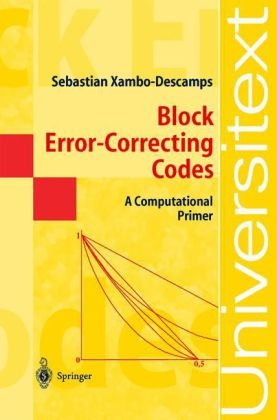 Sebastian Xambo-Descamps
Block
Error-Correcting
Codes
A Computational
Primer
1
0
0,5
Springer
Universitext